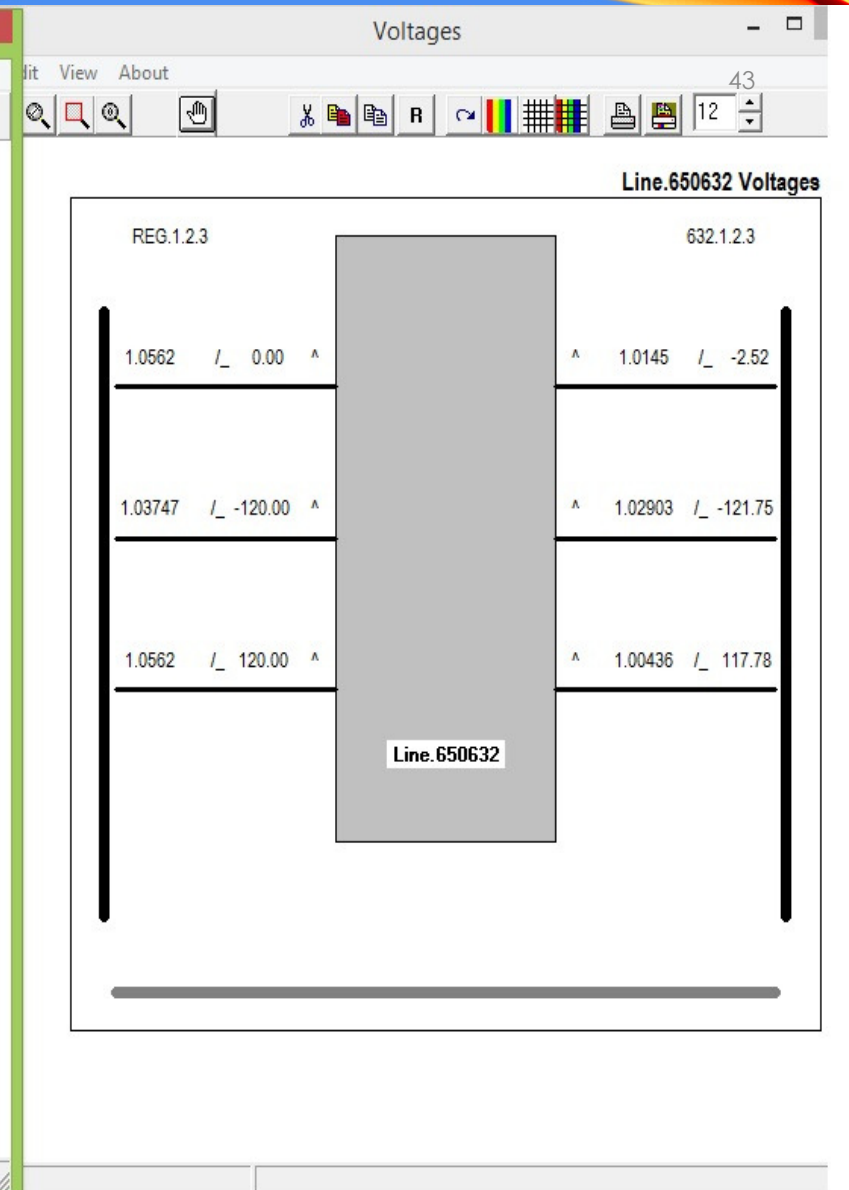 Voltages
dit View About
43
R
12
Line.650632 Voltages
REG.1.2.3 632.1.2.3
1.0562 /_ 0.00 ^ ^ 1.0145 /_ -2.52
1.03747 /_ -120.00 ^ ^ 1.02903 /_ -121.75
1.0562 /_ 120.00 ^ ^ 1.00436 /_ 117.78
Line.650632